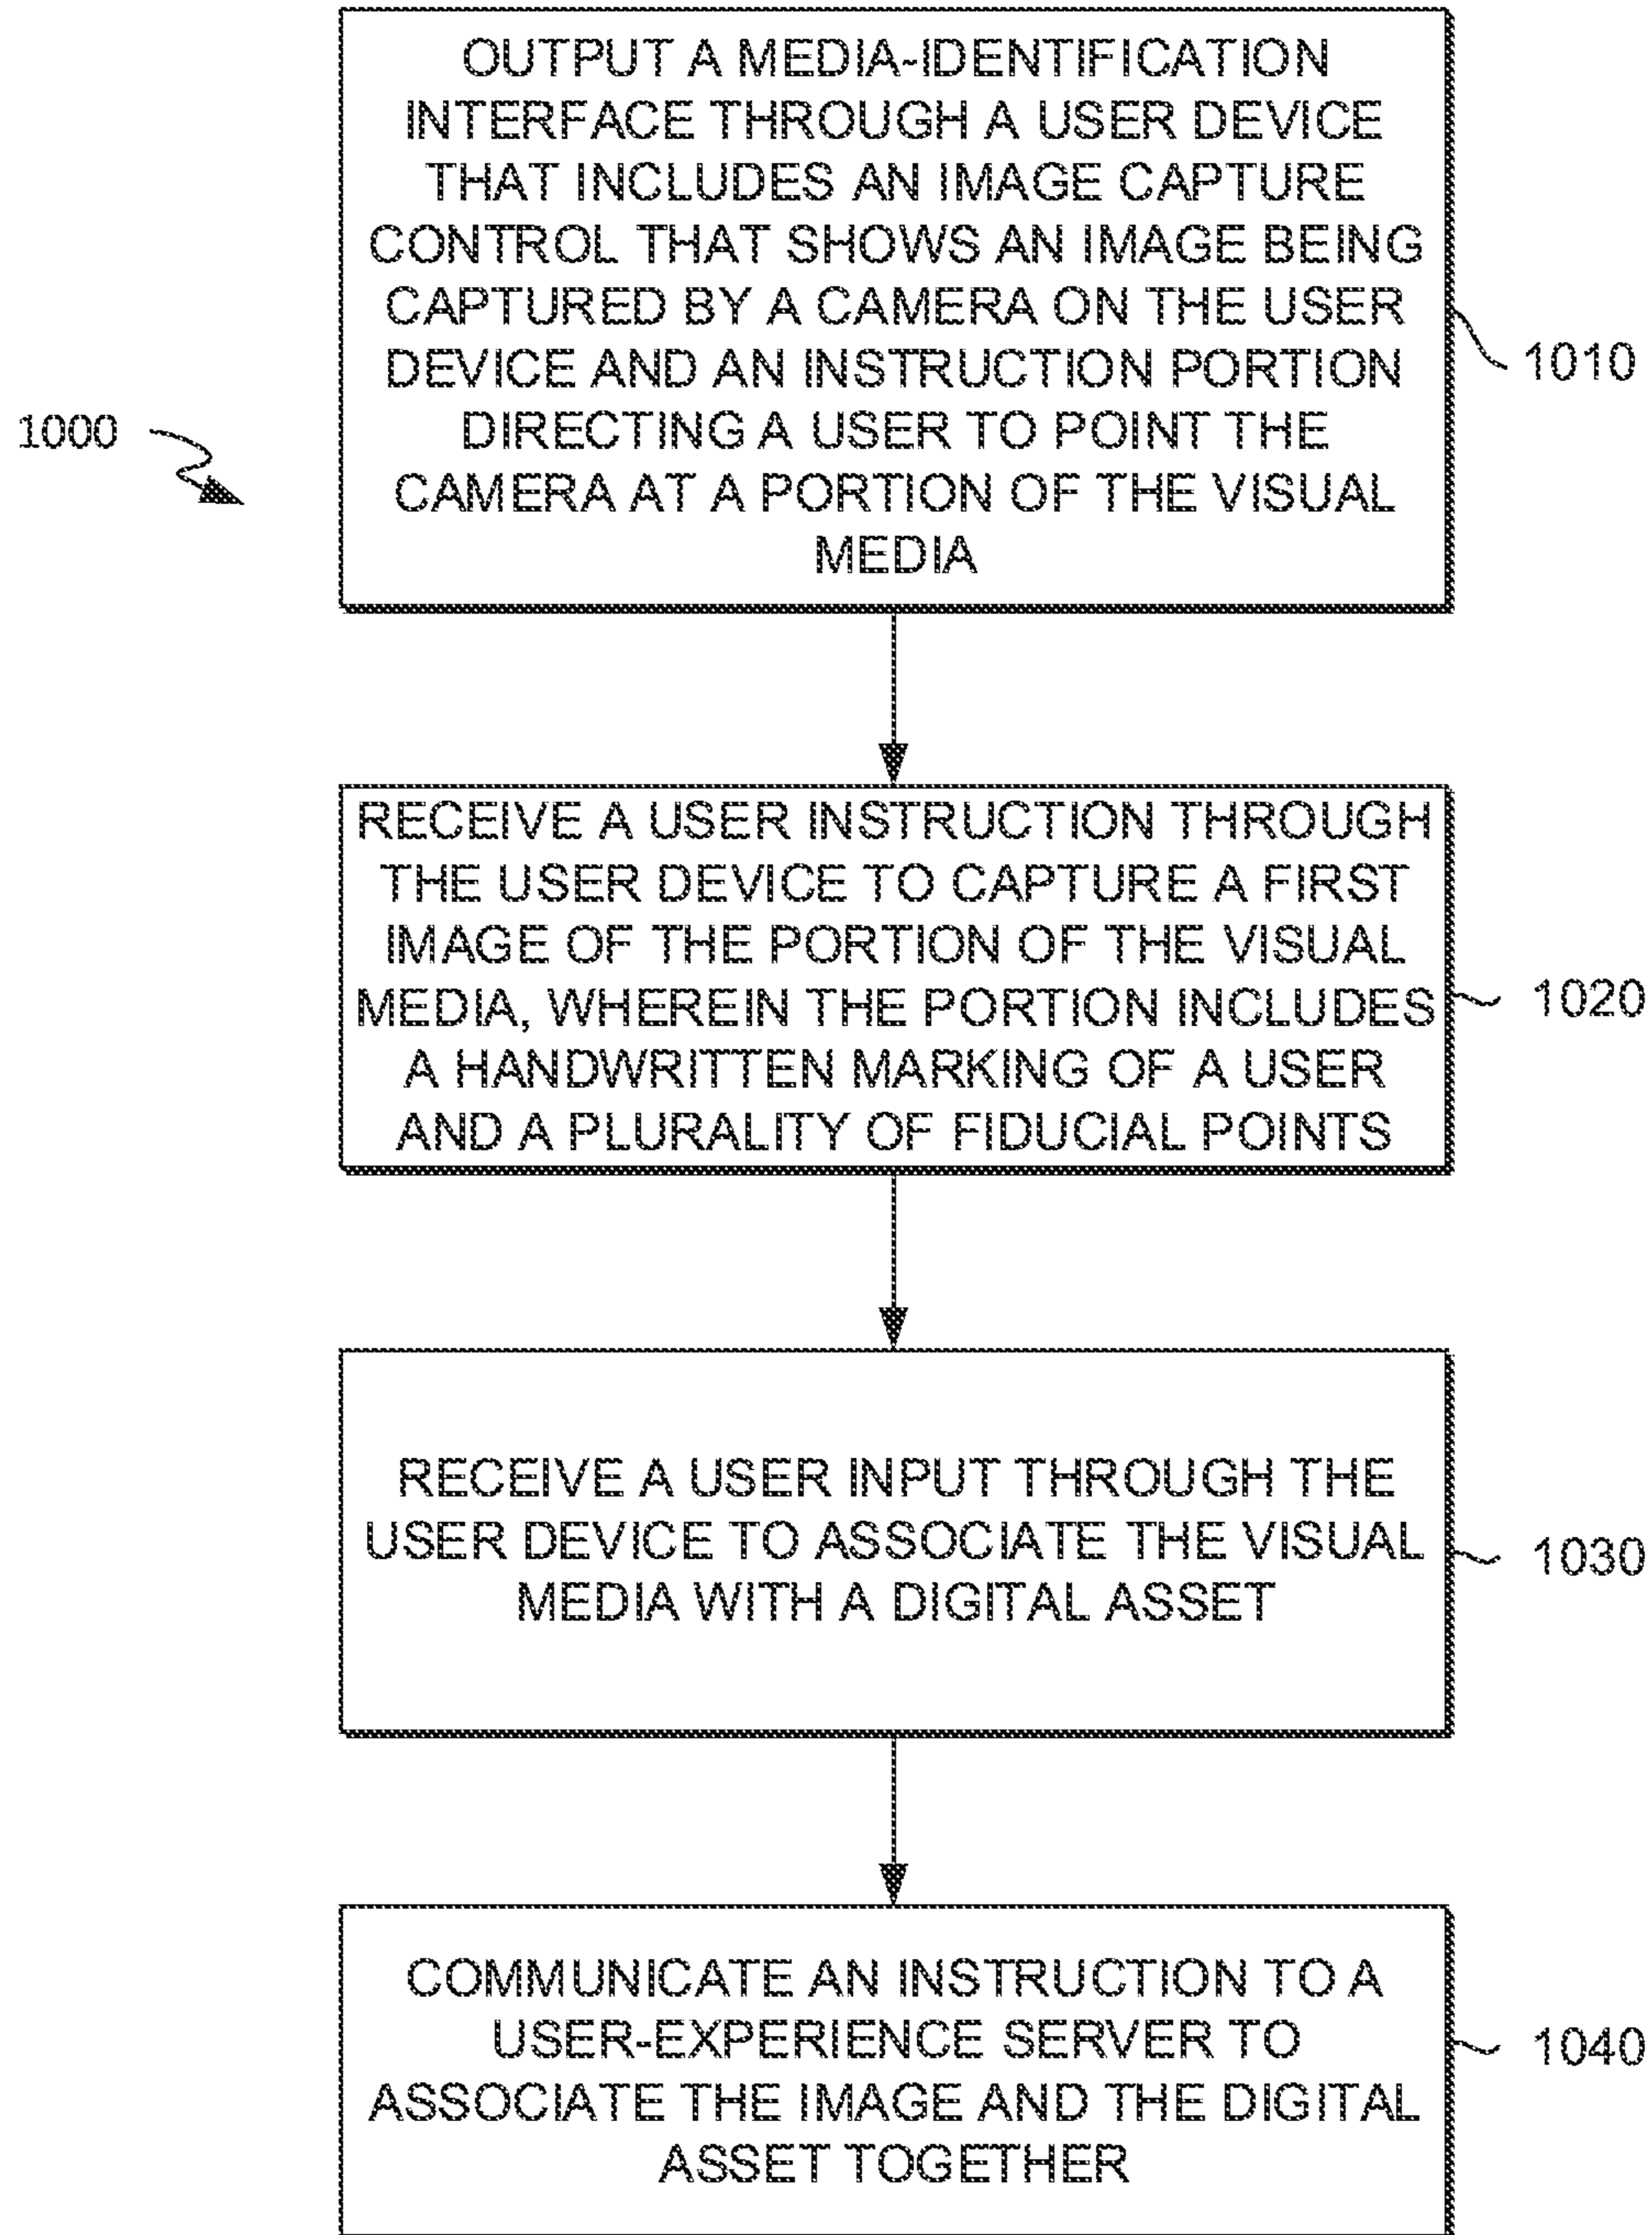 OUTPUT A MEDIA-IDENTIFICATION
INTERFACE THROUGH A USER DEVICE
THAT INCLUDES AN IMAGE CAPTURE
CONTROL THAT SHOWS AN IMAGE BEING
CAPTURED BY A CAMERA ON THE USER
DEVICE AND AN INSTRUCTION PORTION
DIRECTING A USER TO POINT THE
CAMERA AT A PORTION OF THE VISUAL
MEDIA
1010
1000
RECEIVE A USER INSTRUCTION THROUGH
THE USER DEVICE TO CAPTURE A FIRST
IMAGE OF THE PORTION OF THE VISUAL
MEDIA, WHEREIN THE PORTION INCLUDES
A HANDWRITTEN MARKING OF A USER
AND A PLURALITY OF FIDUCIAL POINTS
1020
RECEIVE A USER INPUT THROUGH THE
USER DEVICE TO ASSOCIATE THE VISUAL
MEDIA WITH A DIGITAL ASSET
1030
COMMUNICATE AN INSTRUCTION TO A
USER-EXPERIENCE SERVER TO
ASSOCIATE THE IMAGE AND THE DIGITAL
ASSET TOGETHER
1040